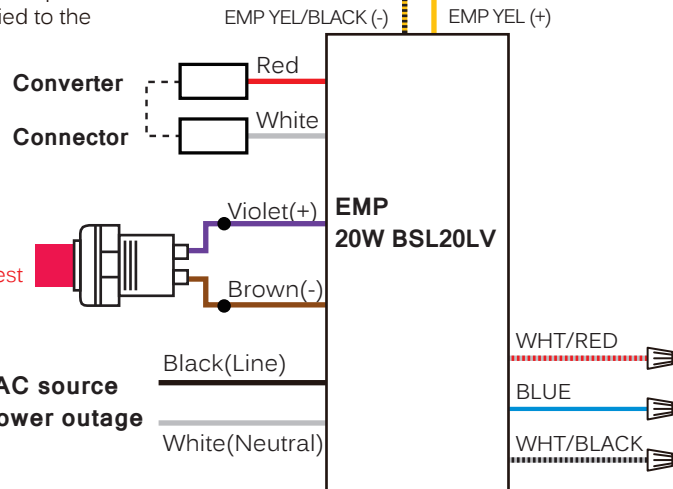 ied to the
EMP YEL/BLACK (-)
EMP YEL (+)
Converter
Red
Connector
White
Violet(+)
EMP
20W BSL20LV
est
Brown(-)
WHT/RED
Black(Line)
AC source
BLUE
ower outage
White(Neutral)
WHT/BLACK